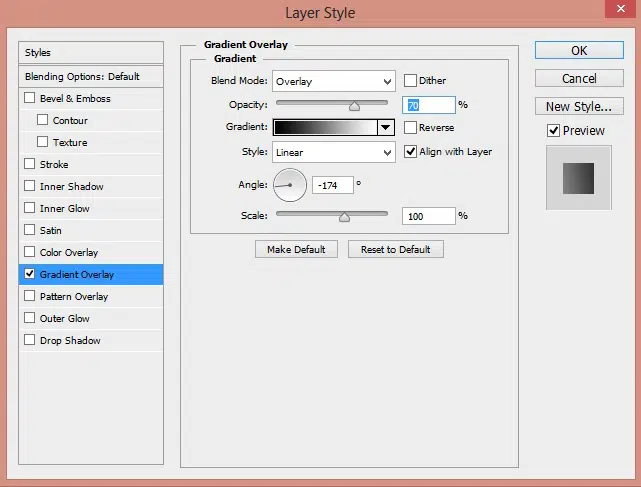 Layer Style
Styles
Blending Options: Default
Bevel & Emboss
Contour
Texture
Stroke
Inner Shadow
Inner Glow
Satin
Color Overlay
Gradient Overlay
Pattern Overlay
Outer Glow
Drop Shadow
Gradient Overlay
Gradient
Blend Mode: Overlay Dither
Opacity: 70 %
Gradient: Reverse
Style: Linear Align with Layer
Angle: -174 °
Scale: 100 %
Make Default Reset to Default
OK
Cancel
New Style...
Preview